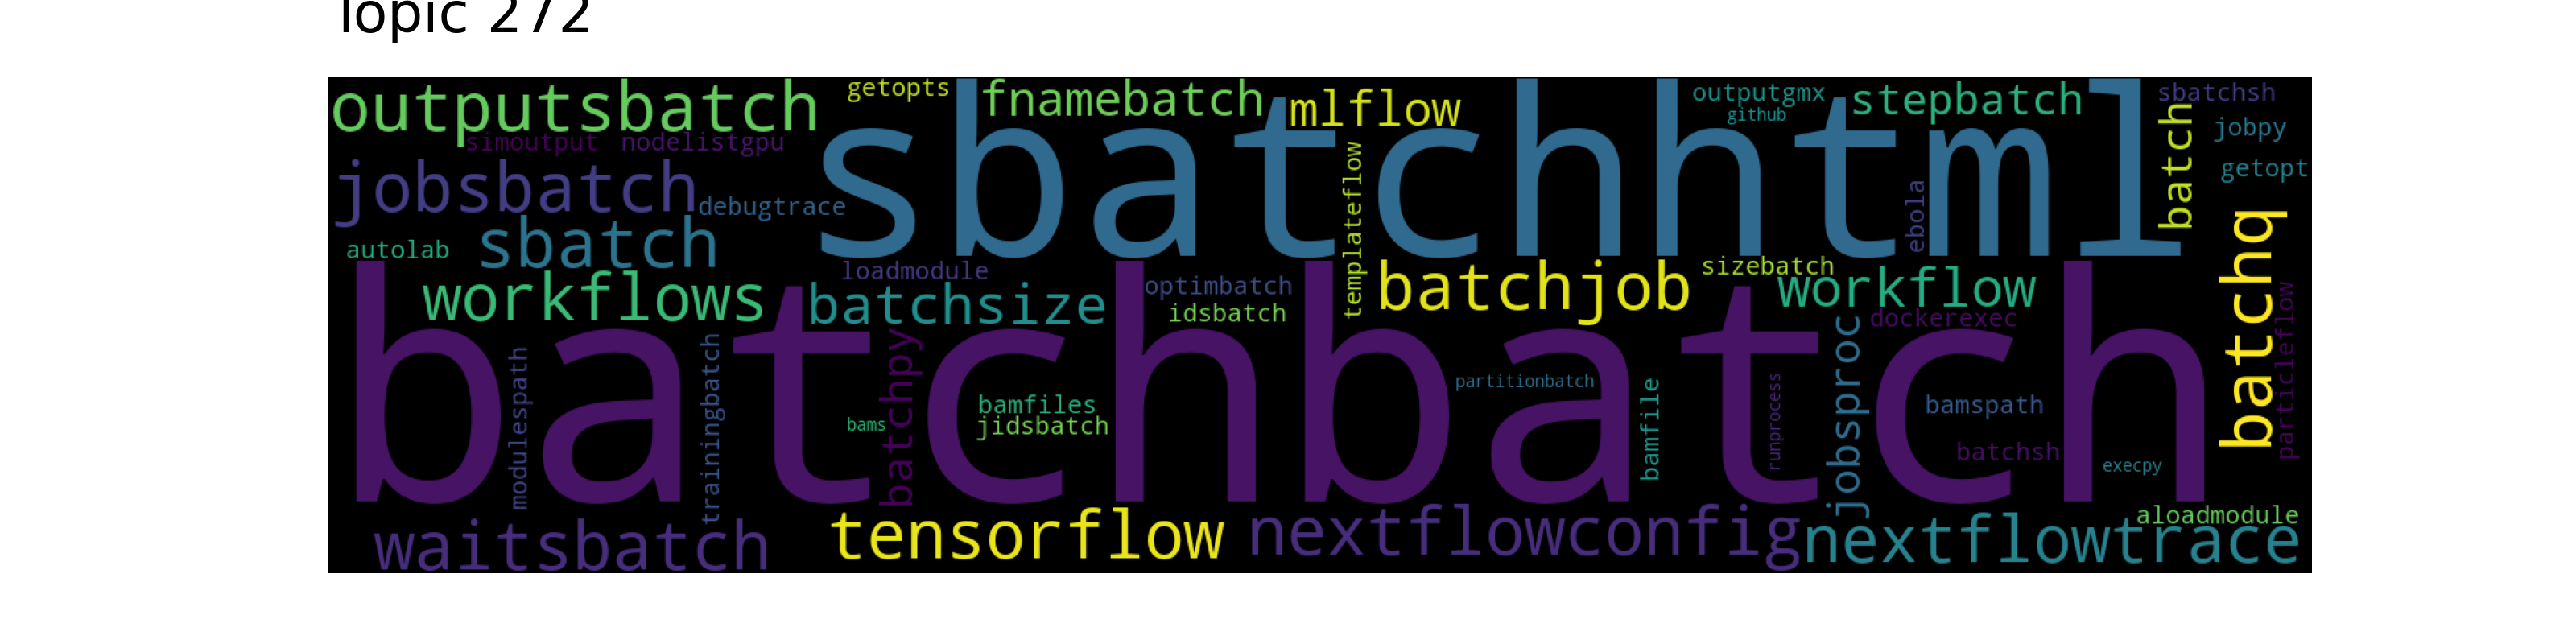 Topic 272
outputsbatch
getopts
fnamebatch
mlflow
outputgmx
github
stepbatch
sbatchsh
jobpy
getopt
simoutput
nodelistgpu
sbatchhtml
batch
jobsbatch
debugtrace
templateflow
ebola
autolab
sbatch
loadmodule
optimbatch
idsbatch
batchjob
sizebatch
workflow
batchq
workflows
batchsize
dockerexec
particleflow
batchbatch
modulespath
trainingbatch
batchpy
bams
bamfiles
jidsbatch
partitionbatch
bamfile
runprocess
jobsproc
bamspath
batchsh
execpy
waitsbatch
tensorflow
nextflowconfig
aloadmodule
nextflowtrace